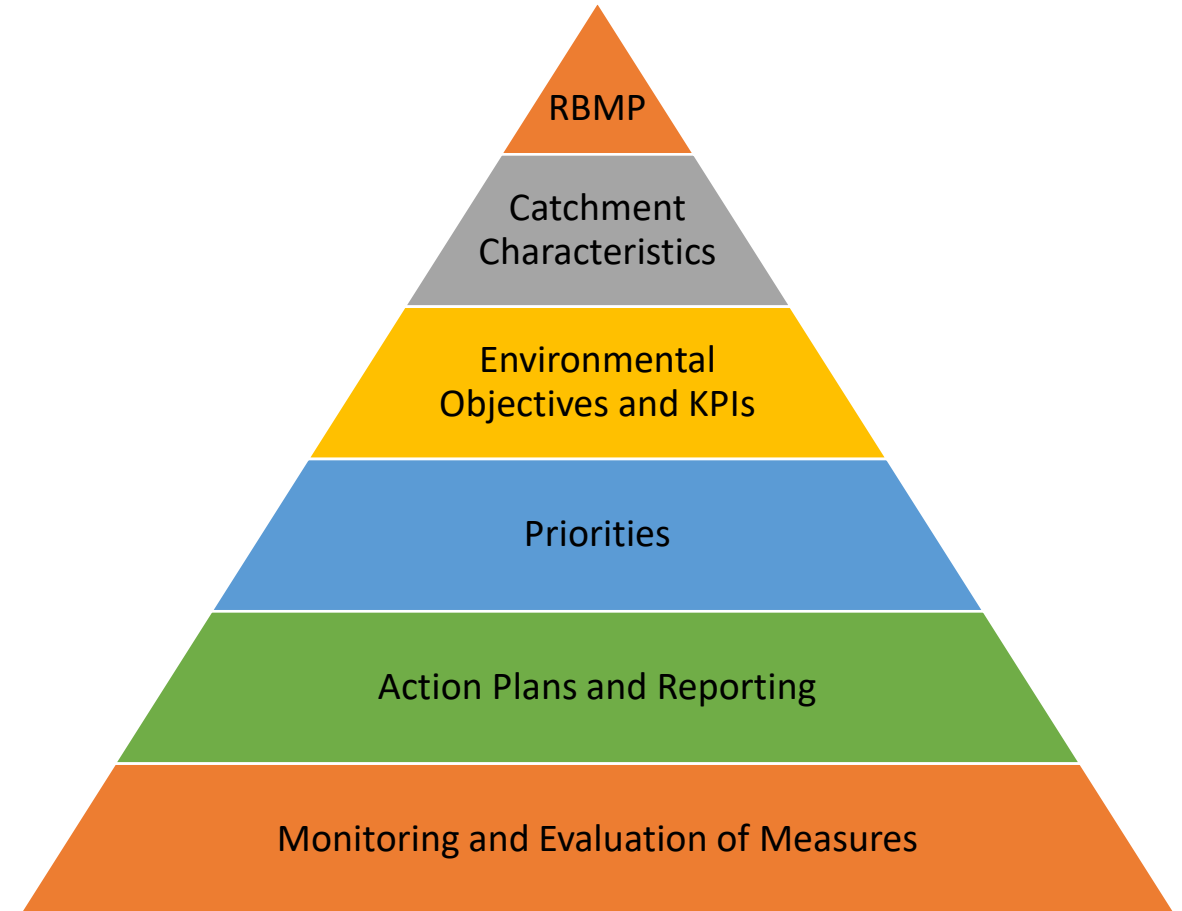 RBMP
Catchment
Characteristics
Environmental
Objectives and KPIs
Priorities
Action Plans and Reporting
Monitoring and Evaluation of Measures